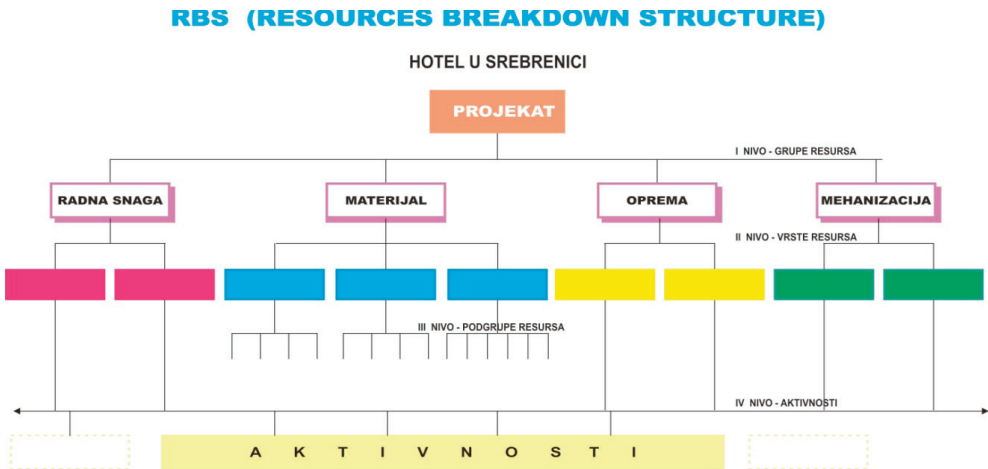 RBS (RESOURCES BREAKDOWN STRUCTURE)
HOTEL U SREBRENICI
PROJEKAT
I NIVO - GRUPE RESURSA
RADNA SNAGA
MATERIJAL
OPREMA
MEHANIZACIJA
II NIVO - VRSTE RESURSA
III NIVO - PODGRUPE RESURSA
IV NIVO - AKTIVNOSTI
A K T I V N O S T I